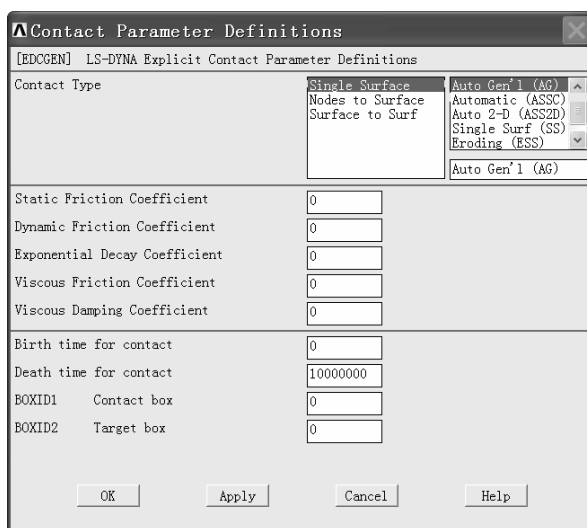 Contact Parameter Definitions
[EDCGEN] LS-DYNA Explicit Contact Parameter Definitions
Contact Type
Single Surface
Nodes to Surface
Surface to Surf
Auto Gen'l (AG)
Automatic (ASSC)
Auto 2-D (ASS2D)
Single Surf (SS)
Eroding (ESS)
Auto Gen'l (AG)
Static Friction Coefficient 0
Dynamic Friction Coefficient 0
Exponential Decay Coefficient 0
Viscous Friction Coefficient 0
Viscous Damping Coefficient 0
Birth time for contact 0
Death time for contact 10000000
BOXID1 Contact box 0
BOXID2 Target box 0
OK Apply Cancel Help